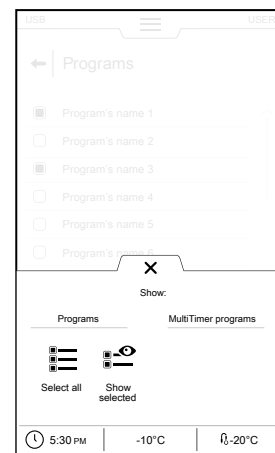 USB USER
Programs
Program's name 1
Program's name 2
Program's name 3
Program's name 4
Program's name 5
Program's name 6
Show:
Programs MultiTimer programs
Select all Show
selected
5:30 PM -10°C -20°C